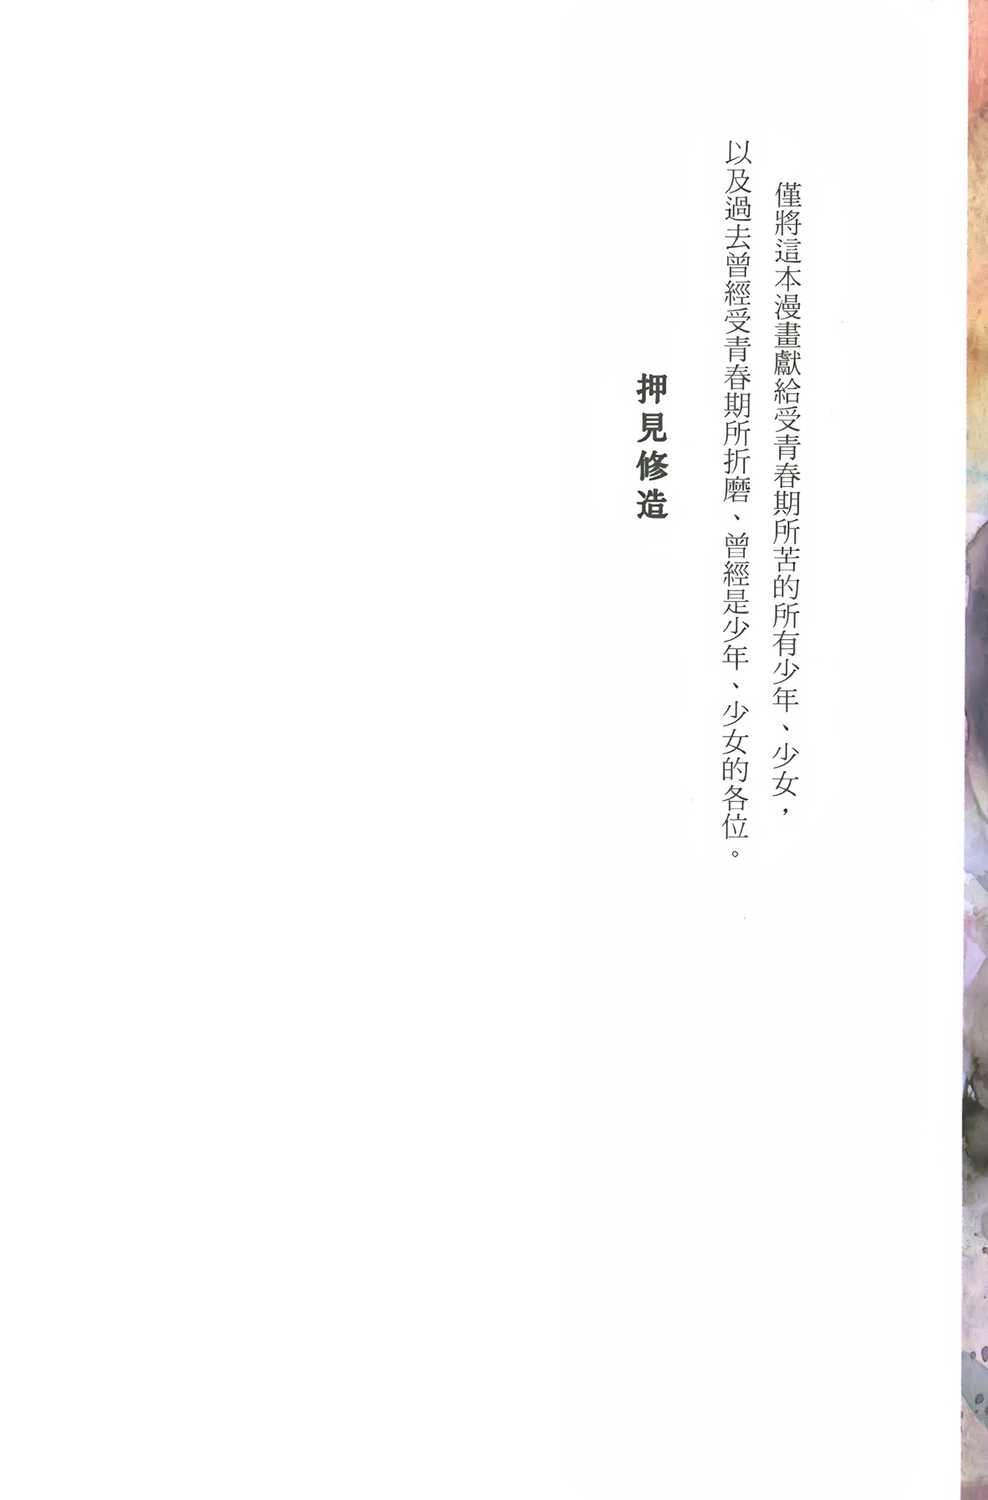 僅將這本漫畫獻給受青春期所苦的所有少年、少女，
以及過去曾經受青春期所折磨、曾經是少年、少女的各位。
押見修造